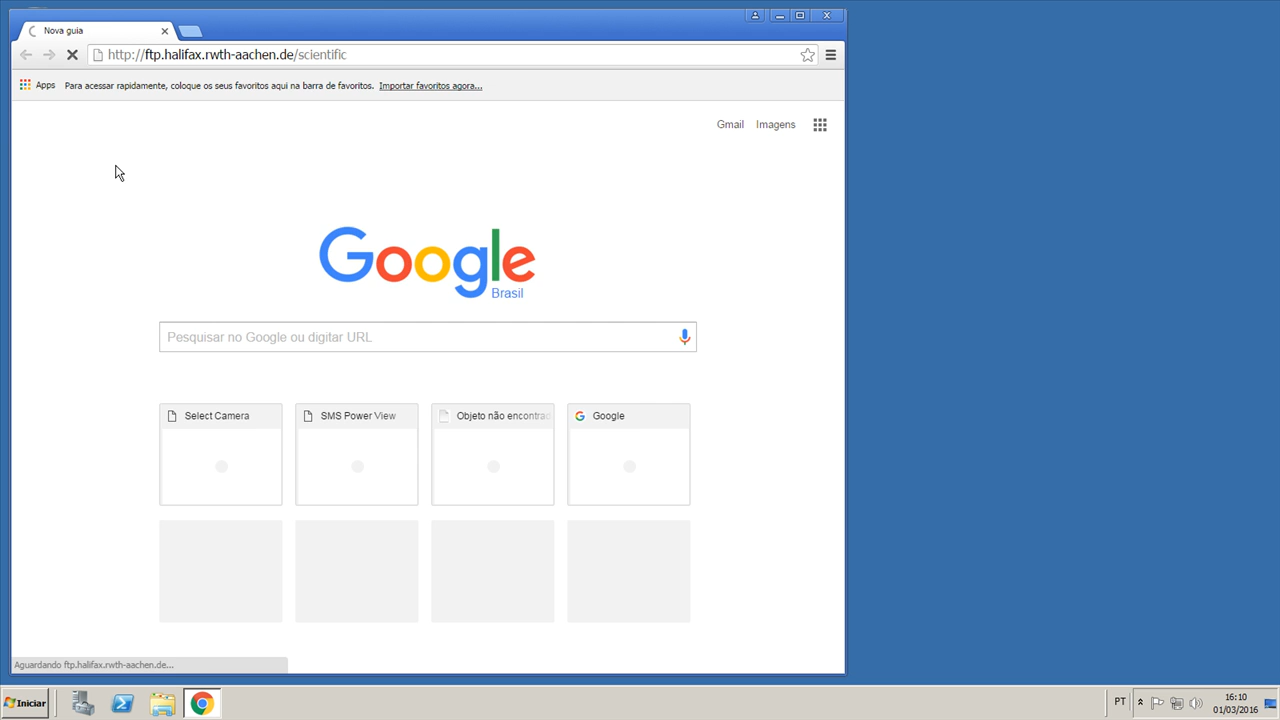 Nova guia
http://ftp.halifax.rwth-aachen.de/scientific
Apps Para acessar rapidamente, coloque os seus favoritos aqui na barra de favoritos. Importar favoritos agora...
Gmail Imagens
Google
Brasil
Pesquisar no Google ou digitar URL
Select Camera SMS Power View Objeto não encontrad Google
Aguardando ftp.halifax.rwth-aachen.de...
Iniciar PT 16:10
01/03/2016